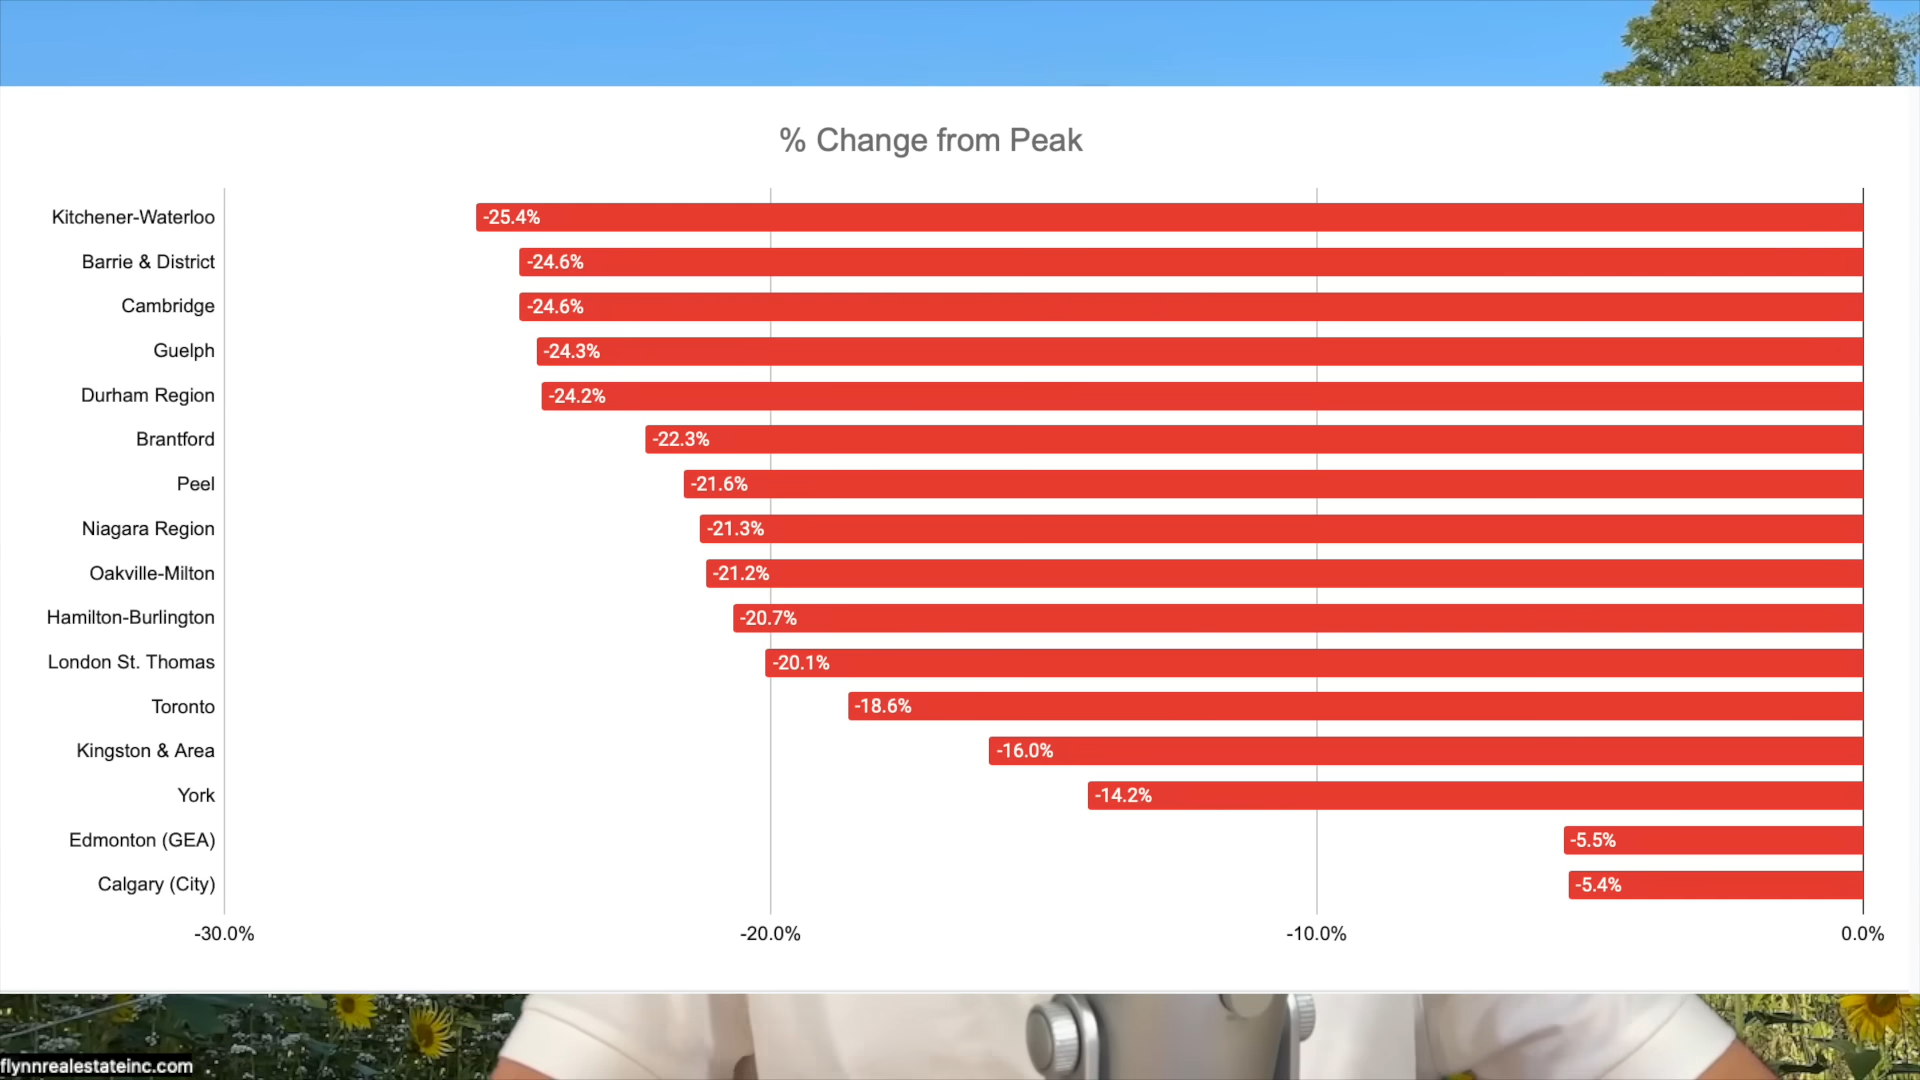 % Change from Peak
Kitchener-Waterloo -25.4%
Barrie & District -24.6%
Cambridge -24.6%
Guelph -24.3%
Durham Region -24.2%
Brantford -22.3%
Peel -21.6%
Niagara Region -21.3%
Oakville-Milton -21.2%
Hamilton-Burlington -20.7%
London St. Thomas -20.1%
Toronto -18.6%
Kingston & Area -16.0%
York -14.2%
Edmonton (GEA) -5.5%
Calgary (City) -5.4%
-30.0% -20.0% -10.0% 0.0%
flynnrealestateinc.com